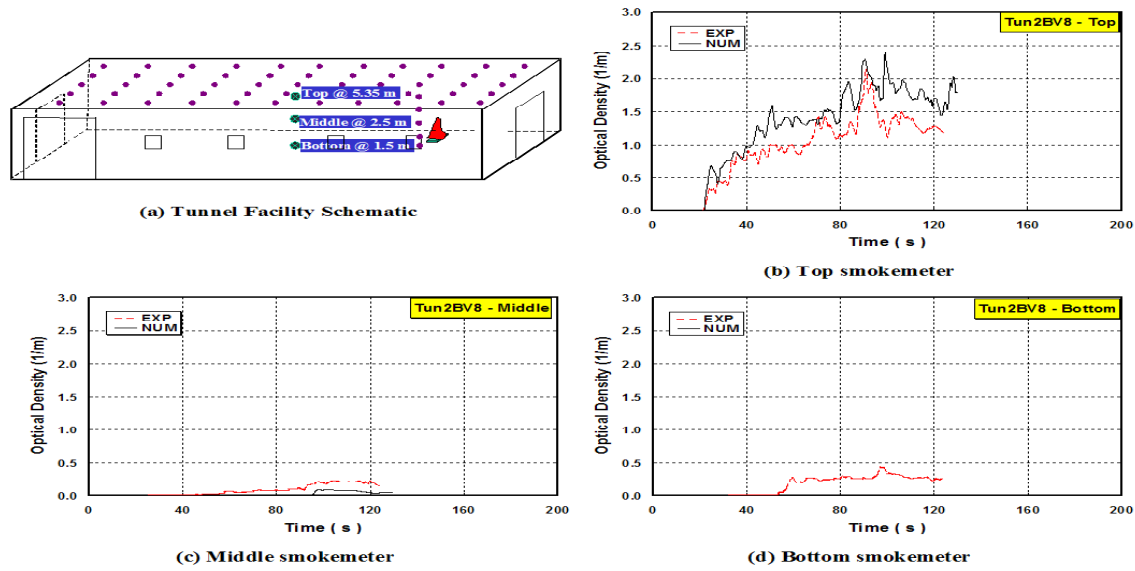 Top @ 5.35 m
Middle @ 2.5 m
Bottom @ 1.5 m
(a) Tunnel Facility Schematic
Tun2BV8 - Top
EXP
NUM
3.0
2.5
2.0
1.5
1.0
0.5
0.0
Optical Density (1/m)
0 40 80 120 160 200
Time ( s )
(b) Top smokemeter
Tun2BV8 - Middle
EXP
NUM
3.0
2.5
2.0
1.5
1.0
0.5
0.0
Optical Density (1/m)
0 40 80 120 160 200
Time ( s )
(c) Middle smokemeter
Tun2BV8 - Bottom
EXP
NUM
3.0
2.5
2.0
1.5
1.0
0.5
0.0
Optical Density (1/m)
0 40 80 120 160 200
Time ( s )
(d) Bottom smokemeter